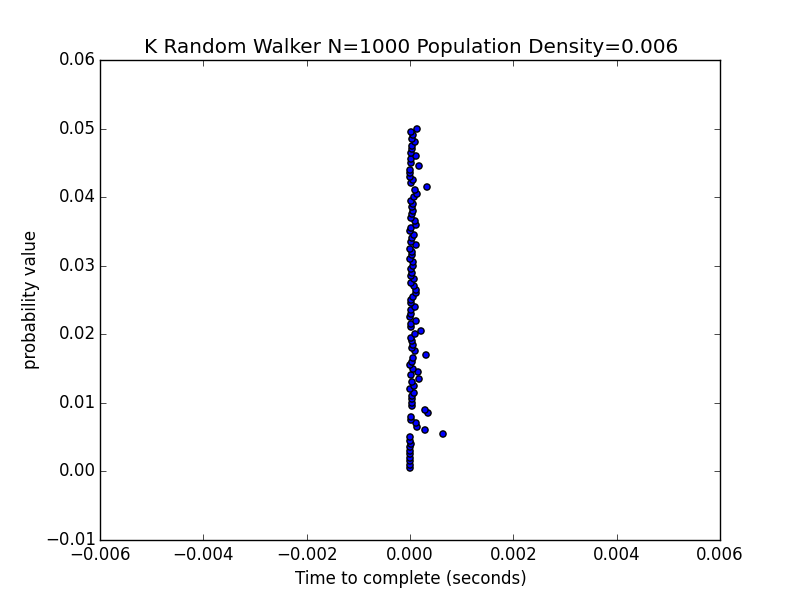 K Random Walker N=1000 Population Density=0.006
0.06
0.05
0.04
0.03
0.02
0.01
0.00
−0.01
probability value
−0.006 −0.004 −0.002 0.000 0.002 0.004 0.006
Time to complete (seconds)